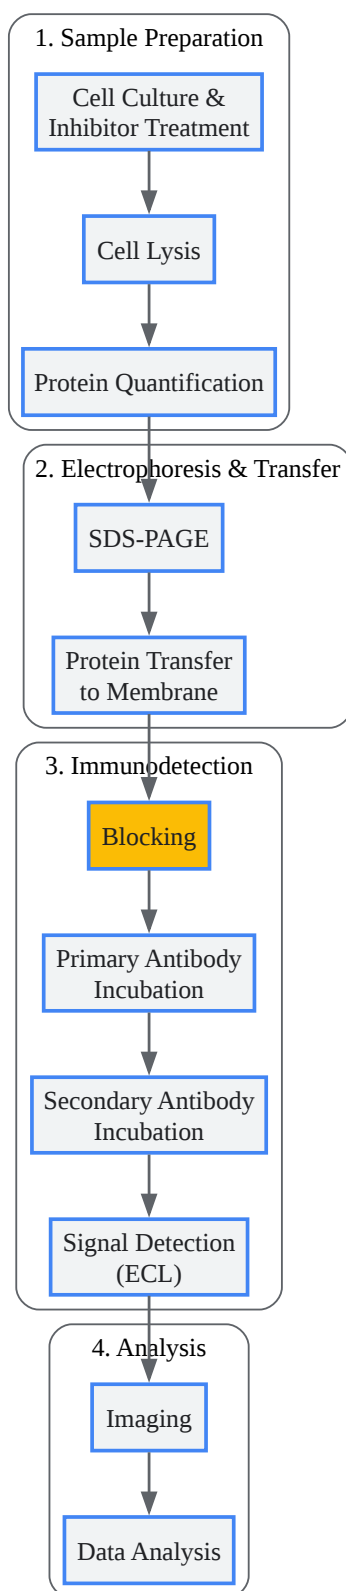 1. Sample Preparation
Cell Culture &
Inhibitor Treatment
Cell Lysis
Protein Quantification
2. Electrophoresis & Transfer
SDS-PAGE
Protein Transfer
to Membrane
3. Immunodetection
Blocking
Primary Antibody
Incubation
Secondary Antibody
Incubation
Signal Detection
(ECL)
4. Analysis
Imaging
Data Analysis